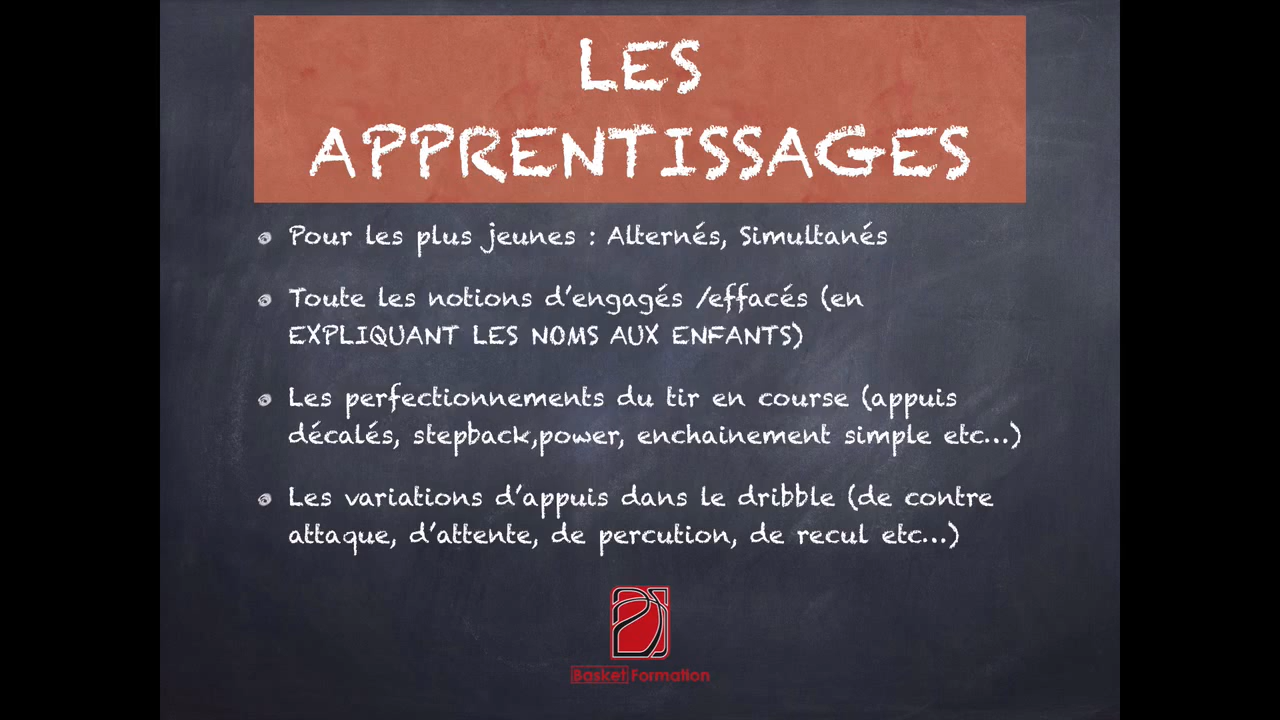 LES
APPRENTISSAGES
Pour les plus jeunes : Alternés, Simultanés
Toute les notions d'engagés /effacés (en
EXPLIQUANT LES NOMS AUX ENFANTS)
Les perfectionnements du tir en course (appuis
décalés, stepback,power, enchainement simple etc...)
Les variations d'appuis dans le dribble (de contre
attaque, d'attente, de percution, de recul etc...)
Basket Formation